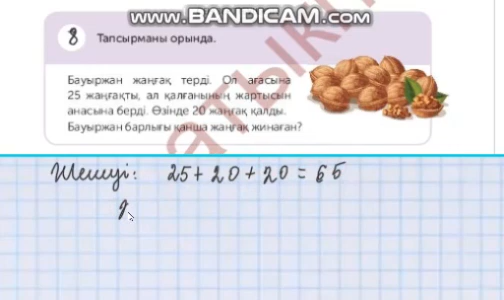 www.BANDICAM.com
8 Тапсырманы орында.
Бауыржан жаңғақ терді. Ол ағасына
25 жаңғақты, ал қалғанының жартысын
анасына берді. Өзінде 20 жаңғақ қалды.
Бауыржан барлығы қанша жаңғақ жинаған?
Шешуі: 25+20+20=65